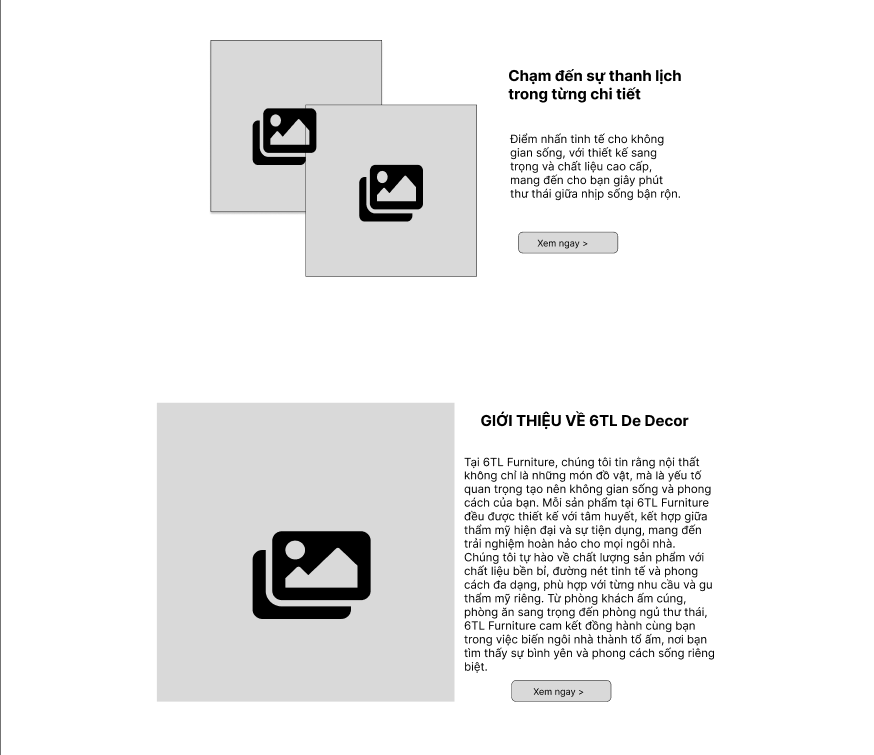 Chạm đến sự thanh lịch
trong từng chi tiết
Điểm nhấn tinh tế cho không
gian sống, với thiết kế sang
trọng và chất liệu cao cấp,
mang đến cho bạn giây phút
thư thái giữa nhịp sống bận rộn.
Xem ngay >
GIỚI THIỆU VỀ 6TL De Decor
Tại 6TL Furniture, chúng tôi tin rằng nội thất
không chỉ là những món đồ vật, mà là yếu tố
quan trọng tạo nên không gian sống và phong
cách của bạn. Mỗi sản phẩm tại 6TL Furniture
đều được thiết kế với tâm huyết, kết hợp giữa
thẩm mỹ hiện đại và sự tiện dụng, mang đến
trải nghiệm hoàn hảo cho mọi ngôi nhà.
Chúng tôi tự hào về chất lượng sản phẩm với
chất liệu bền bỉ, đường nét tinh tế và phong
cách đa dạng, phù hợp với từng nhu cầu và gu
thẩm mỹ riêng. Từ phòng khách ấm cúng,
phòng ăn sang trọng đến phòng ngủ thư thái,
6TL Furniture cam kết đồng hành cùng bạn
trong việc biến ngôi nhà thành tổ ấm, nơi bạn
tìm thấy sự bình yên và phong cách sống riêng
biệt.
Xem ngay >